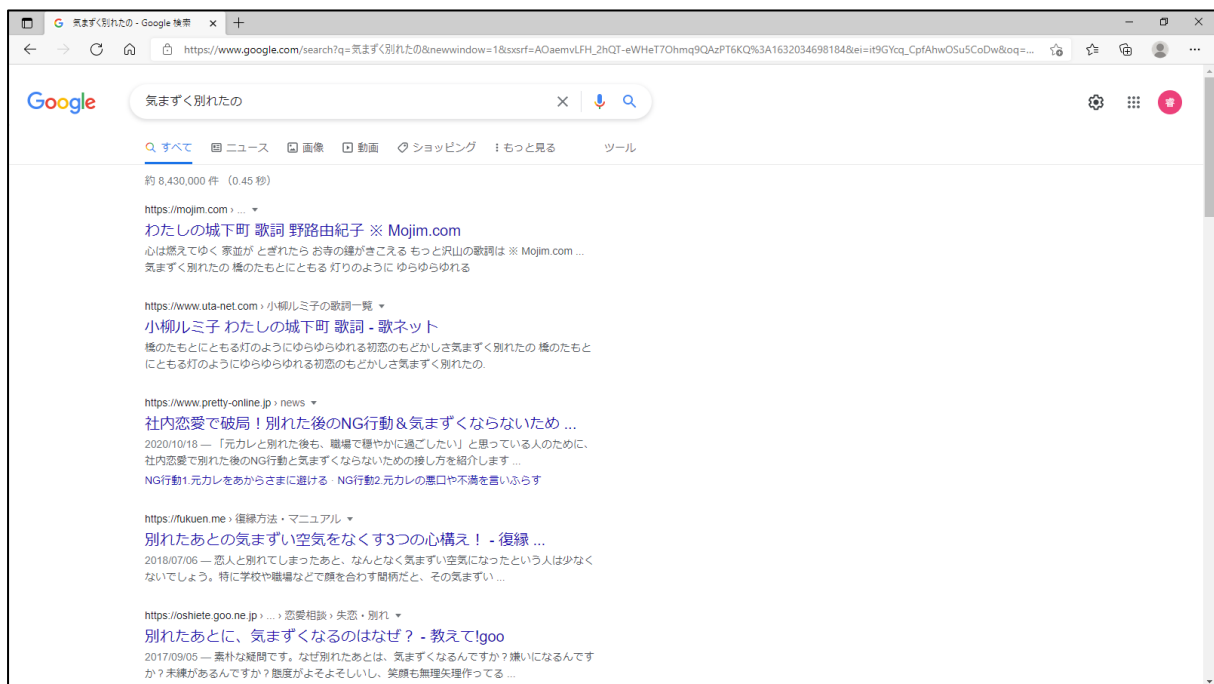 気まずく別れたの - Google 検索
https://www.google.com/search?q=気まずく別れたの&newwindow=1&sxsrf=AOaemvLFH_2hQT-eWHeT7Ohmq9QAzPT6KQ%3A1632034698184&ei=it9GYcq_CpfAhwOSu5CoDw&oq=...
Google
気まずく別れたの
睿
すべて ニュース 画像 動画 ショッピング もっと見る ツール
約 8,430,000 件 (0.45 秒)
https://mojim.com › ...
わたしの城下町 歌詞 野路由紀子 ※ Mojim.com
心は燃えてゆく 家並が とぎれたら お寺の鐘がきこえる もっと沢山の歌詞は ※ Mojim.com ...
気まずく別れたの 橋のたもとにともる 灯りのように ゆらゆらゆれる
https://www.uta-net.com › 小柳ルミ子の歌詞一覧
小柳ルミ子 わたしの城下町 歌詞 - 歌ネット
橋のたもとにともる灯のようにゆらゆらゆれる初恋のもどかしさ気まずく別れたの 橋のたもと
にともる灯のようにゆらゆらゆれる初恋のもどかしさ気まずく別れたの.
https://www.pretty-online.jp › news
社内恋愛で破局！別れた後のNG行動＆気まずくならないため ...
2020/10/18 — 「元カレと別れた後も、職場で穏やかに過ごしたい」と思っている人のために、
社内恋愛で別れた後のNG行動と気まずくならないための接し方を紹介します ...
NG行動1.元カレをあからさまに避ける · NG行動2.元カレの悪口や不満を言いふらす
https://fukuen.me › 復縁方法・マニュアル
別れたあとの気まずい空気をなくす3つの心構え！ - 復縁 ...
2018/07/06 — 恋人と別れてしまったあと、なんとなく気まずい空気になったという人は少なく
ないでしょう。特に学校や職場などで顔を合わす間柄だと、その気まずい ...
https://oshiete.goo.ne.jp › ... › 恋愛相談 › 失恋・別れ
別れたあとに、気まずくなるのはなぜ？ - 教えて!goo
2017/09/05 — 素朴な疑問です。なぜ別れたあとは、気まずくなるんですか？嫌いになるんです
か？未練があるんですか？態度がよそよそしいし、笑顔も無理矢理作ってる ...